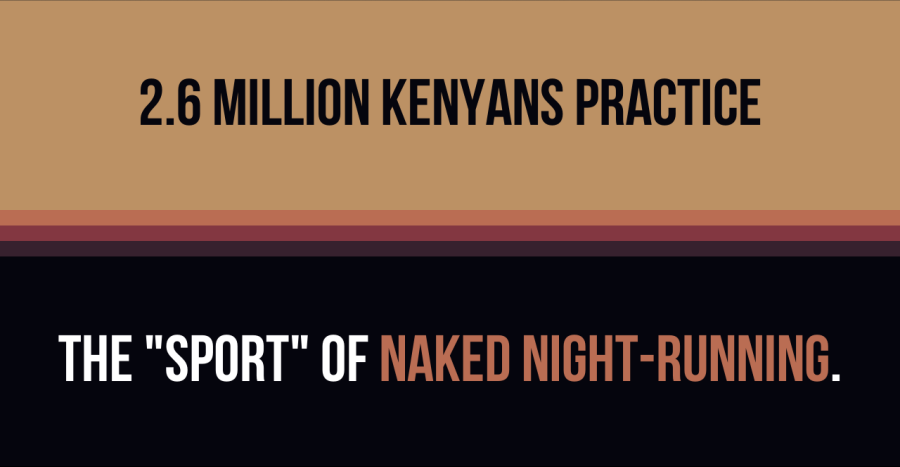 2.6 MILLION KENYANS PRACTICE
THE "SPORT" OF NAKED NIGHT-RUNNING.